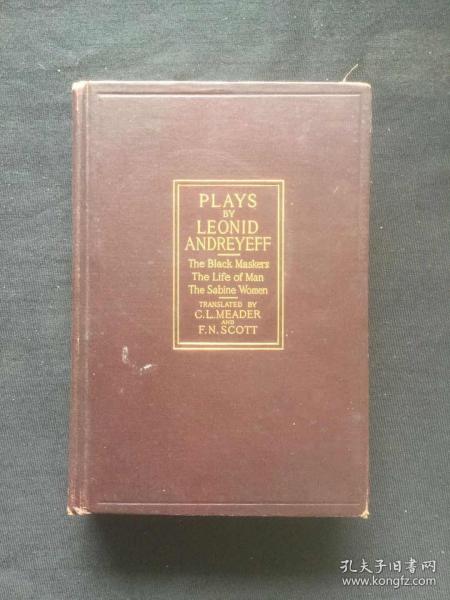 PLAYS
BY
LEONID
ANDREYEFF
The Black Maskers
The Life of Man
The Sabine Women
TRANSLATED BY
C.L.MEADER
AND
F.N.SCOTT
孔夫子旧书网
www.kongfz.com